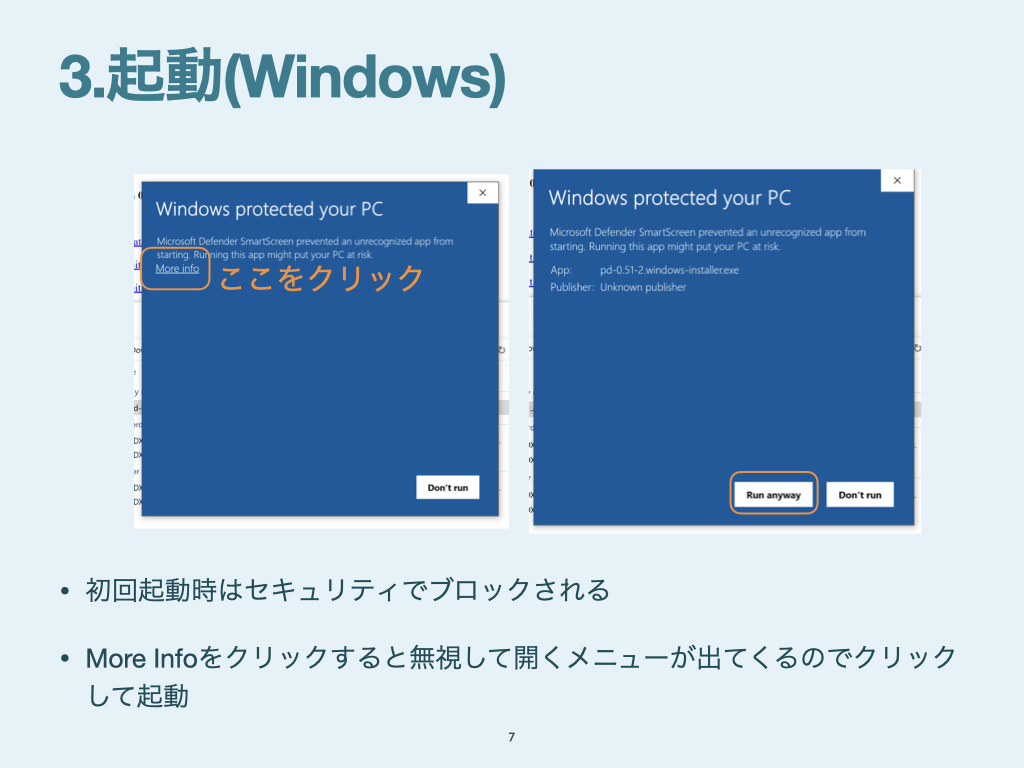 3.起動(Windows)
Windows protected your PC
Microsoft Defender SmartScreen prevented an unrecognized app from
starting. Running this app might put your PC at risk.
More info
ここをクリック
Don't run
Windows protected your PC
Microsoft Defender SmartScreen prevented an unrecognized app from
starting. Running this app might put your PC at risk.
App: pd-0.51-2.windows-installer.exe
Publisher: Unknown publisher
Run anyway
Don't run
• 初回起動時はセキュリティでブロックされる
• More Infoをクリックすると無視して開くメニューが出てくるのでクリック
して起動
7